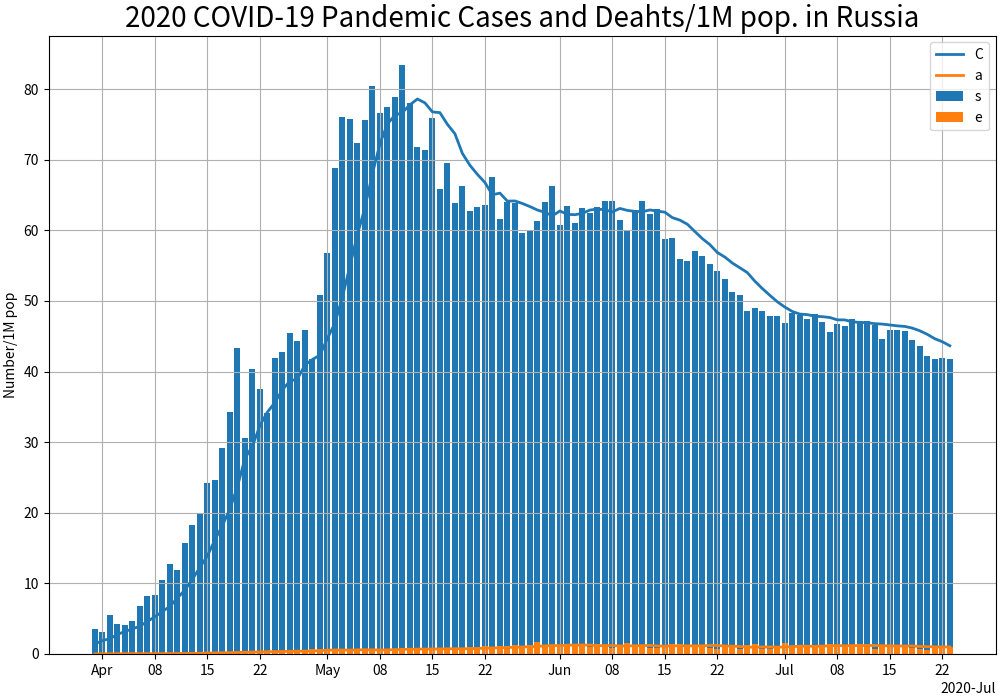 2020 COVID-19 Pandemic Cases and Deahts/1M pop. in Russia
C
a
s
e
Number/1M pop
80
70
60
50
40
30
20
10
0
Apr 08 15 22 May 08 15 22 Jun 08 15 22 Jul 08 15 22
2020-Jul